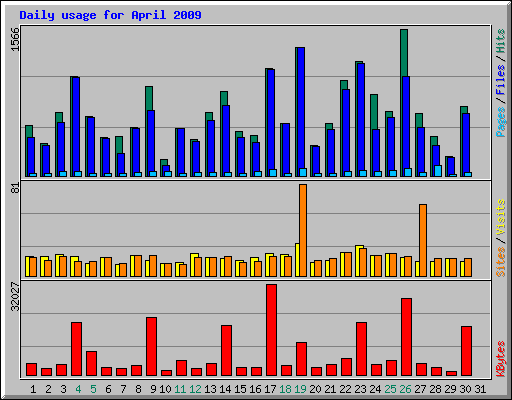 Daily usage for April 2009
1566
Pages / Files / Hits
81
Sites / Visits
32027
KBytes
1 2 3 4 5 6 7 8 9 10 11 12 13 14 15 16 17 18 19 20 21 22 23 24 25 26 27 28 29 30 31